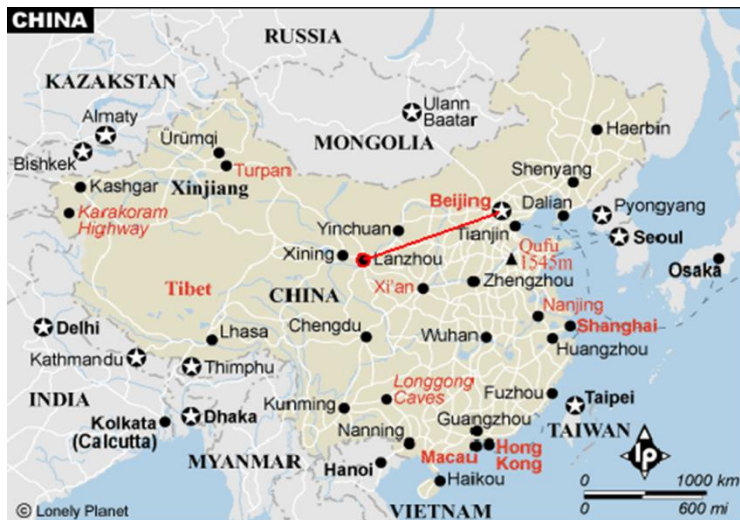 CHINA
RUSSIA
KAZAKSTAN
Almaty
Ulann
Baatar
MONGOLIA
Bishkek
Ürümqi
Turpan
Haerbin
Kashgar
Xinjiang
Shenyang
Karakoram
Highway
Beijing
Dalian
Pyongyang
Yinchuan
Tianjin
Seoul
Xining
Lanzhou
Qufu
1545m
Osaka
Tibet
CHINA
Xi'an
Zhengzhou
Nanjing
Shanghai
Delhi
Lhasa
Chengdu
Wuhan
Huangzhou
Kathmandu
Thimphu
INDIA
Longgong
Caves
Fuzhou
Taipei
Kolkata
(Calcutta)
Dhaka
Kunming
Guangzhou
TAIWAN
Nanning
MYANMAR
Hanoi
Macau
Hong
Kong
lp
Haikou
0 1000 km
0 600 mi
© Lonely Planet
VIETNAM